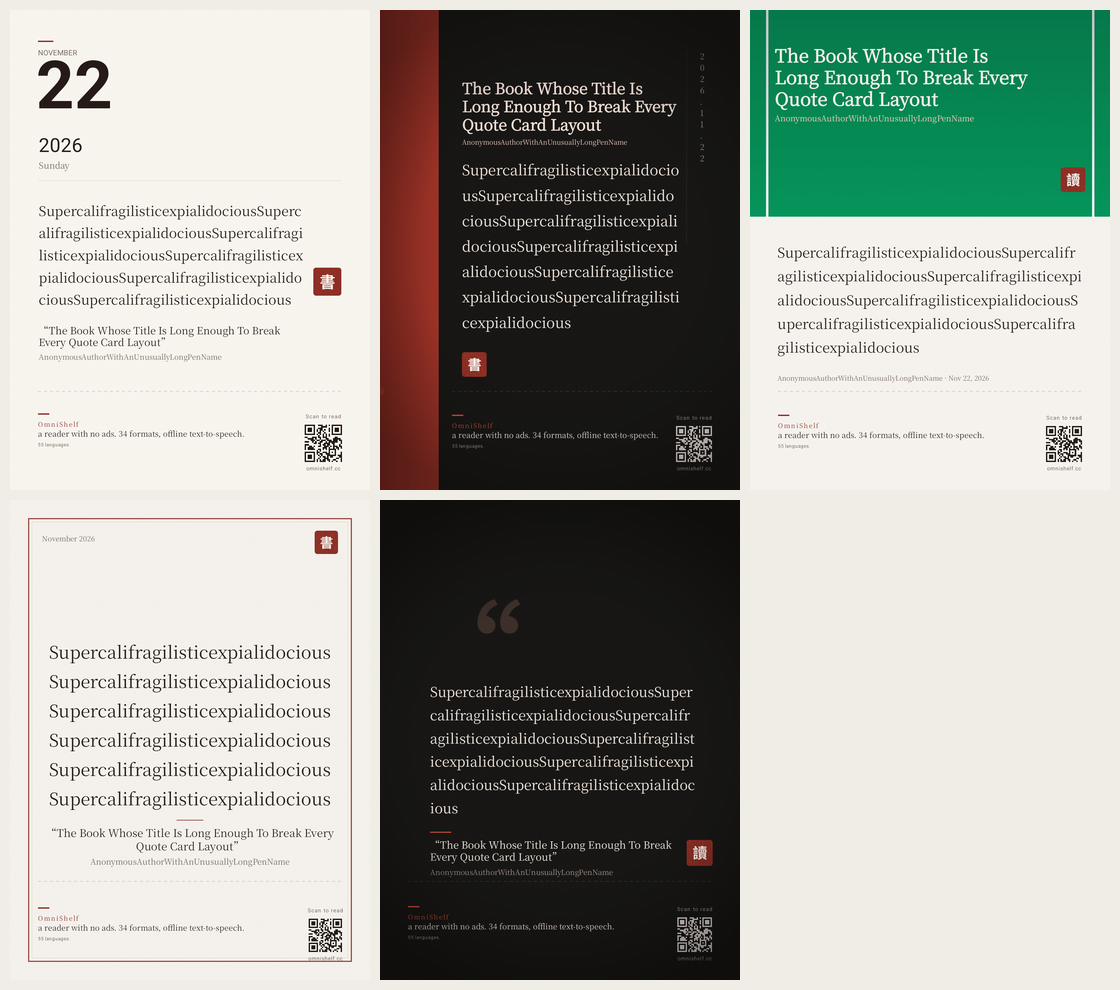 NOVEMBER
22
2026
Sunday
SupercalifragilisticexpialidociousSuperc
alifragilisticexpialidociousSupercalifragi
listicexpialidociousSupercalifragilisticex
pialidociousSupercalifragilisticexpialido
ciousSupercalifragilisticexpialidocious
書
“The Book Whose Title Is Long Enough To Break
Every Quote Card Layout”
AnonymousAuthorWithAnUnusuallyLongPenName
OmniShelf
a reader with no ads. 34 formats, offline text-to-speech.
55 languages
Scan to read
omnishelf.cc
2026.11.22
The Book Whose Title Is
Long Enough To Break Every
Quote Card Layout
AnonymousAuthorWithAnUnusuallyLongPenName
Supercalifragilisticexpialidocio
usSupercalifragilisticexpialido
ciousSupercalifragilisticexpiali
dociousSupercalifragilisticexpi
alidociousSupercalifragilistice
xpialidociousSupercalifragilisti
cexpialidocious
書
OmniShelf
a reader with no ads. 34 formats, offline text-to-speech.
55 languages
Scan to read
omnishelf.cc
The Book Whose Title Is
Long Enough To Break Every
Quote Card Layout
AnonymousAuthorWithAnUnusuallyLongPenName
讀
SupercalifragilisticexpialidociousSupercalifr
agilisticexpialidociousSupercalifragilisticexpi
alidociousSupercalifragilisticexpialidociousS
upercalifragilisticexpialidociousSupercalifra
gilisticexpialidocious
AnonymousAuthorWithAnUnusuallyLongPenName · Nov 22, 2026
OmniShelf
a reader with no ads. 34 formats, offline text-to-speech.
55 languages
Scan to read
omnishelf.cc
November 2026
書
Supercalifragilisticexpialidocious
Supercalifragilisticexpialidocious
Supercalifragilisticexpialidocious
Supercalifragilisticexpialidocious
Supercalifragilisticexpialidocious
Supercalifragilisticexpialidocious
“The Book Whose Title Is Long Enough To Break Every
Quote Card Layout”
AnonymousAuthorWithAnUnusuallyLongPenName
OmniShelf
a reader with no ads. 34 formats, offline text-to-speech.
55 languages
Scan to read
omnishelf.cc
“
SupercalifragilisticexpialidociousSuper
califragilisticexpialidociousSupercalifr
agilisticexpialidociousSupercalifragilist
icexpialidociousSupercalifragilisticexpi
alidociousSupercalifragilisticexpialidoc
ious
“The Book Whose Title Is Long Enough To Break
Every Quote Card Layout”
AnonymousAuthorWithAnUnusuallyLongPenName
讀
OmniShelf
a reader with no ads. 34 formats, offline text-to-speech.
55 languages
Scan to read
omnishelf.cc